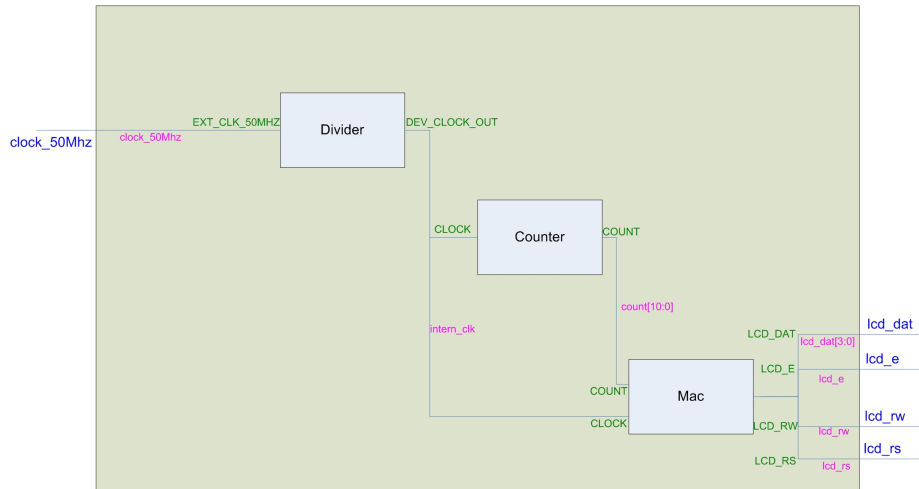 EXT_CLK_50MHZ
DEV_CLOCK_OUT
Divider
clock_50Mhz
clock_50Mhz
CLOCK
Counter
COUNT
count[10:0]
intern_clk
lcd_dat
LCD_DAT
lcd_dat[3:0]
lcd_e
LCD_E
lcd_e
COUNT
Mac
lcd_rw
CLOCK
LCD_RW
lcd_rw
lcd_rs
LCD_RS
lcd_rs